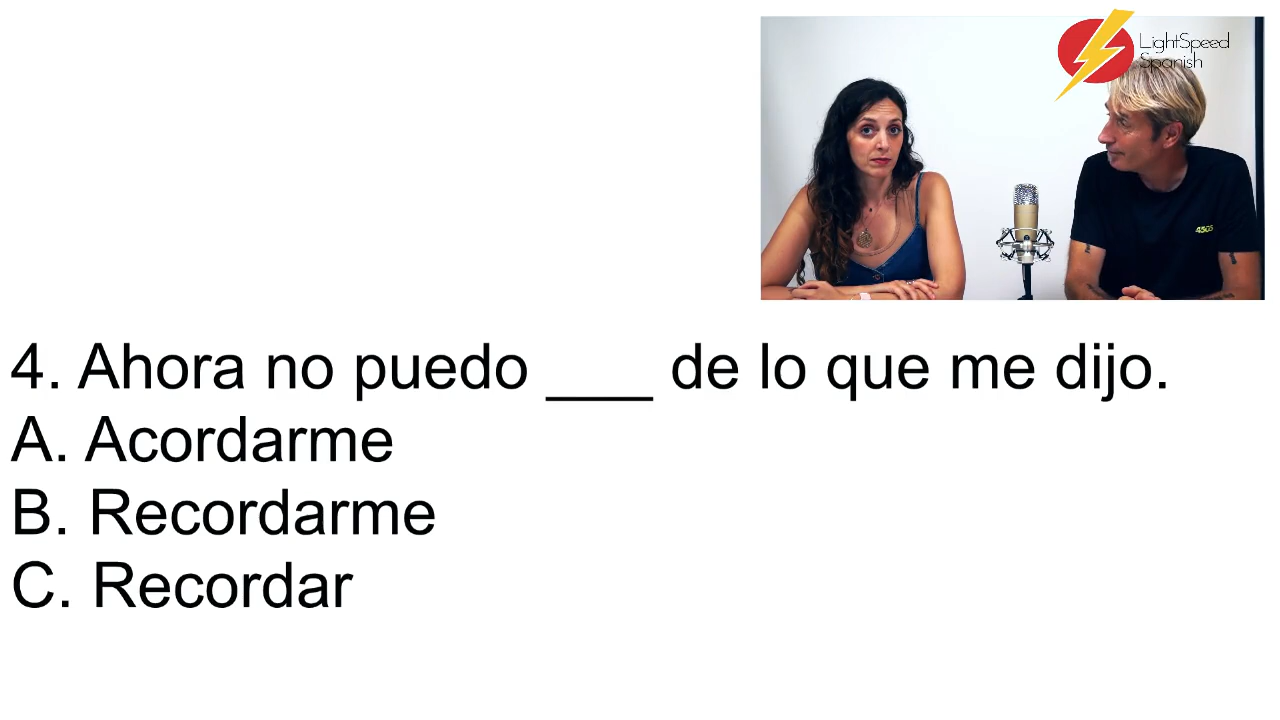 LightSpeed
Spanish
4. Ahora no puedo ___ de lo que me dijo.
A. Acordarme
B. Recordarme
C. Recordar